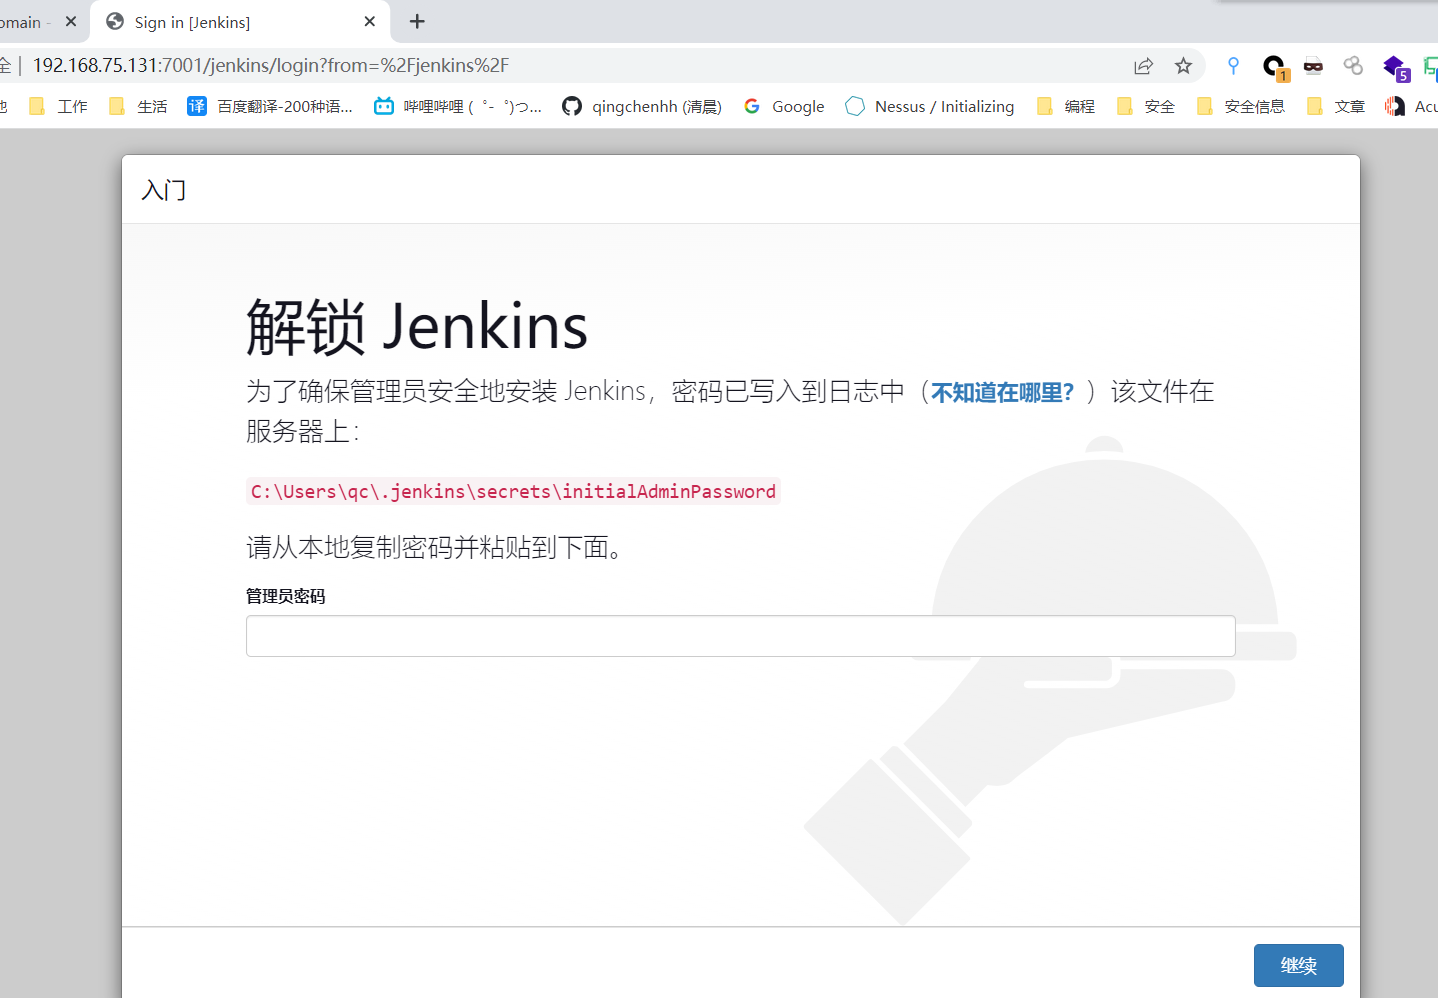 omain -
Sign in [Jenkins]
全 | 192.168.75.131:7001/jenkins/login?from=%2Fjenkins%2F
1
5
工作 生活 译 百度翻译-200种语... 哔哩哔哩 ( ゜- ゜)つ... qingchenhh (清晨) Google Nessus / Initializing 编程 安全 安全信息 文章 Acu
入门
解锁 Jenkins
为了确保管理员安全地安装 Jenkins，密码已写入到日志中（不知道在哪里？）该文件在
服务器上：
C:\Users\qc\.jenkins\secrets\initialAdminPassword
请从本地复制密码并粘贴到下面。
管理员密码
继续